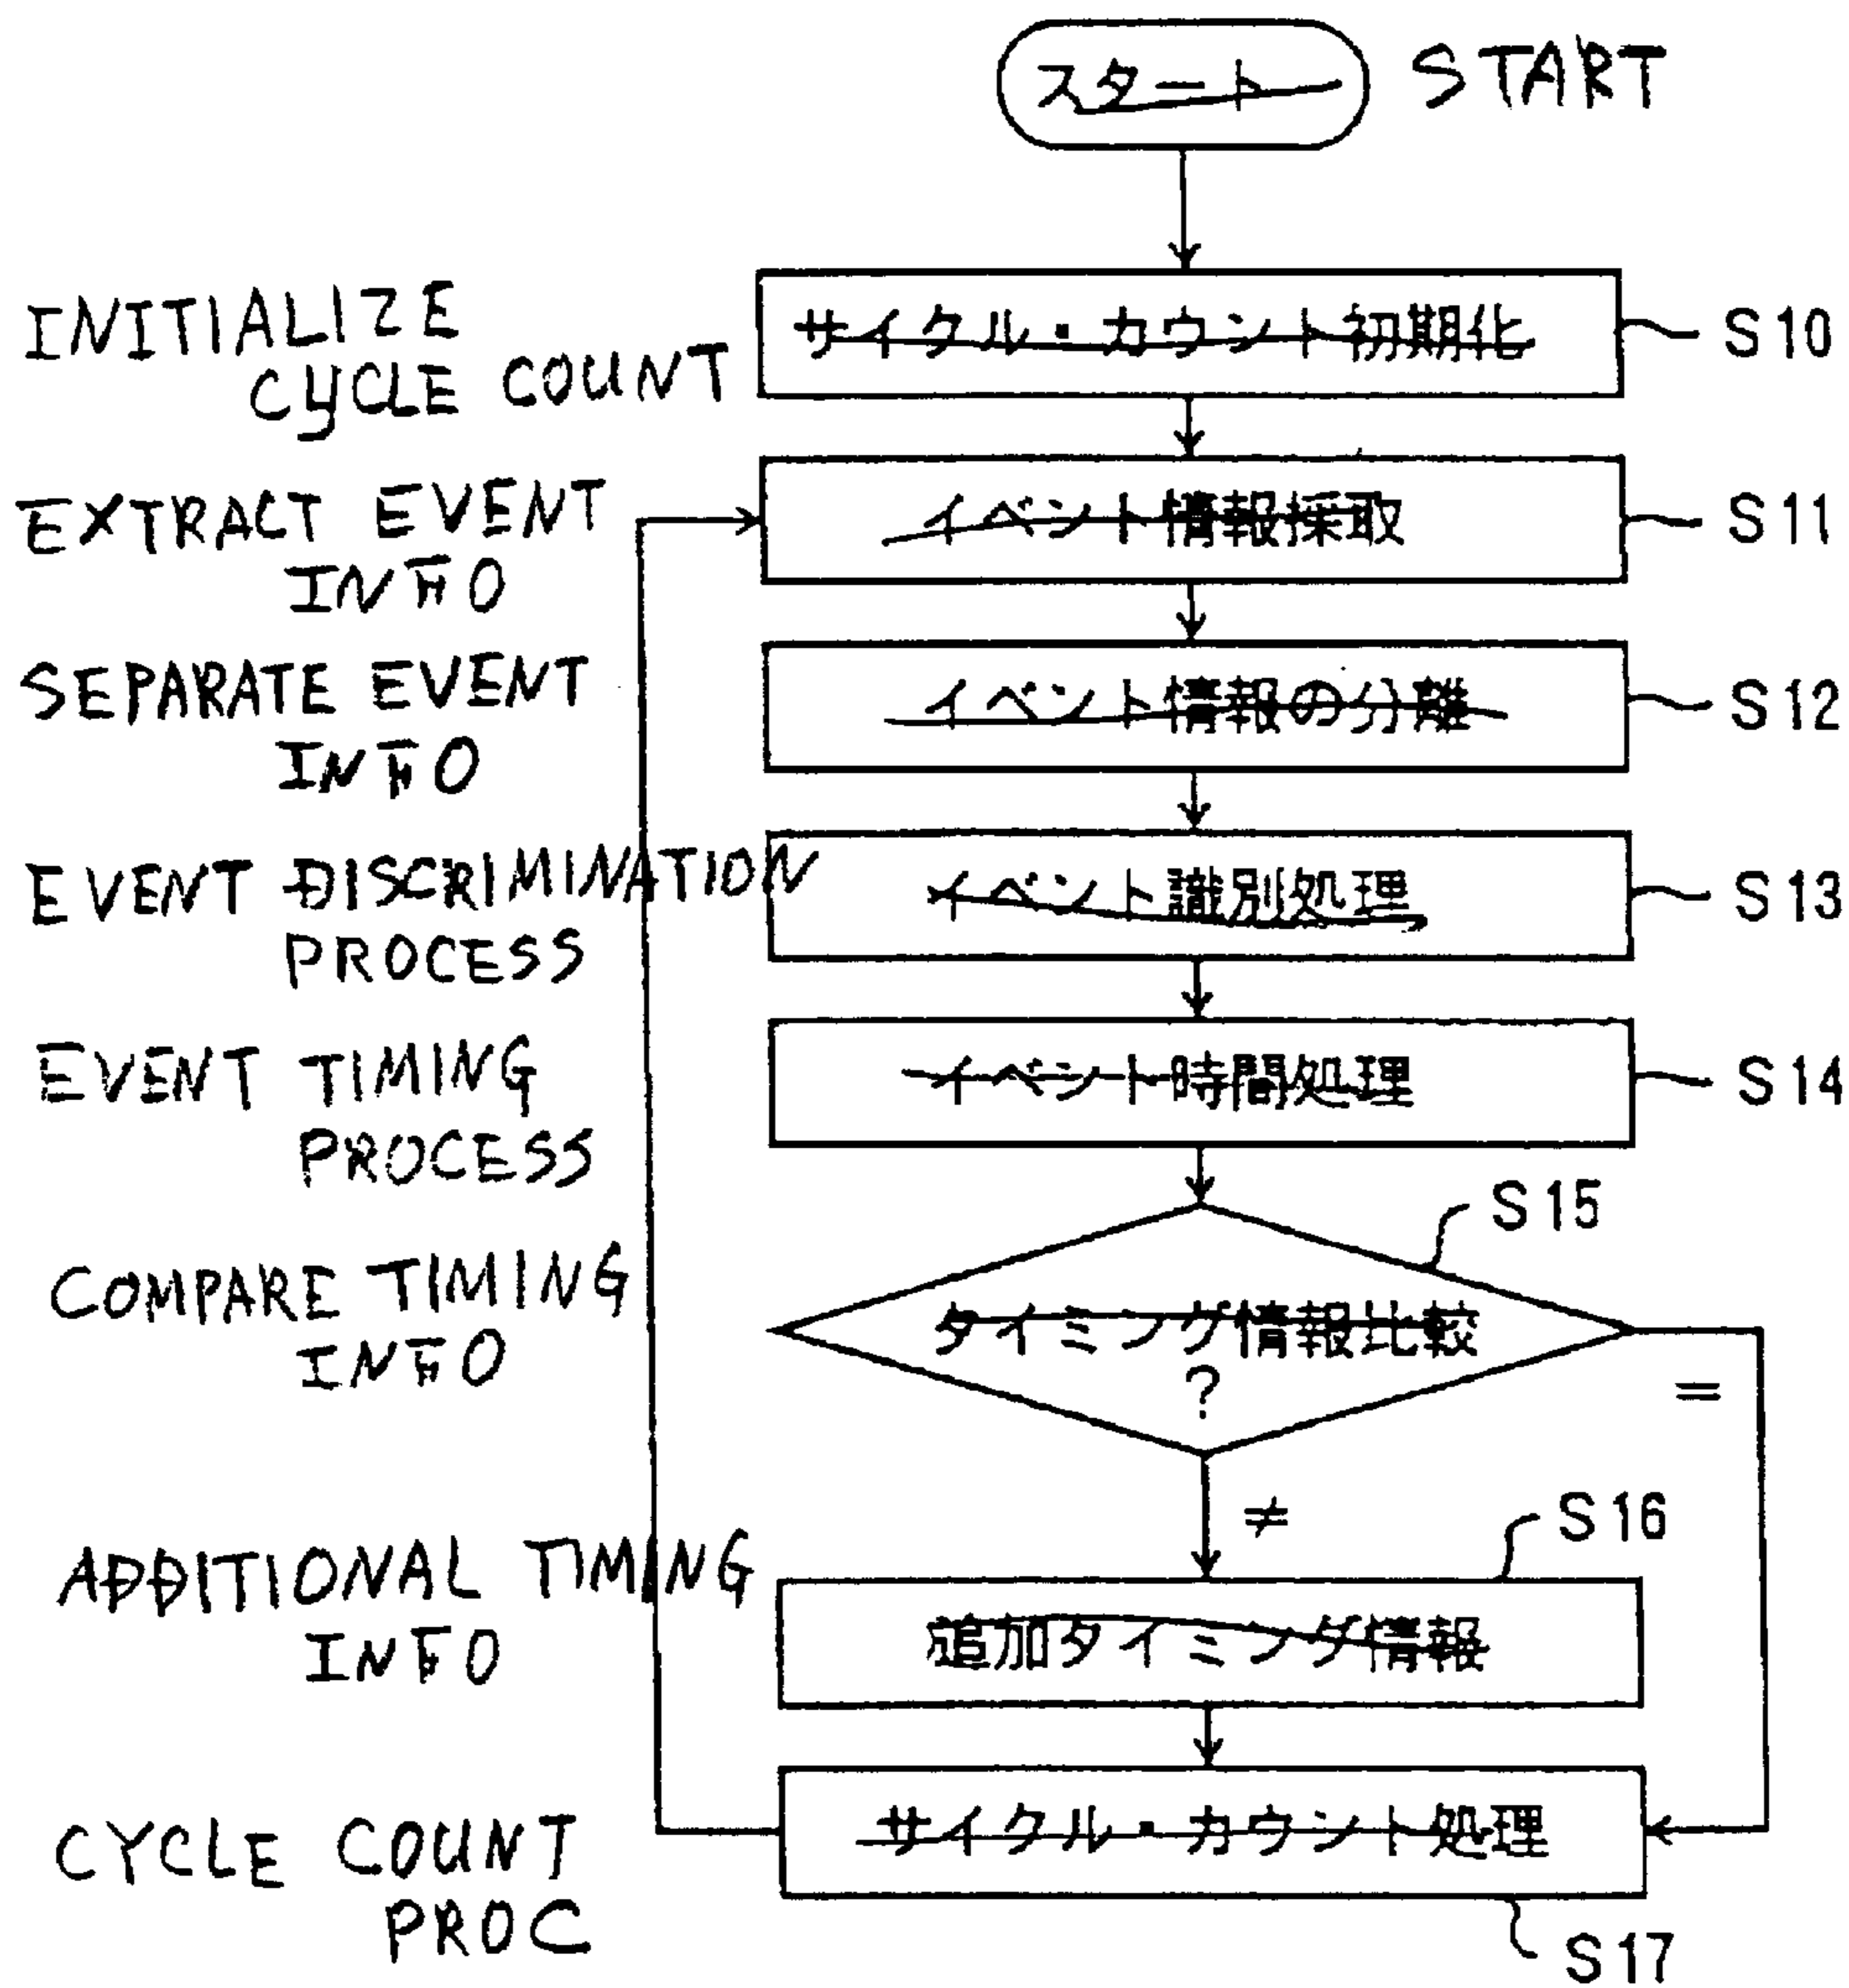 スタート START
INITIALIZE
CYCLE COUNT
サイクル・カウント初期化 S10
EXTRACT EVENT
INFO
イベント情報採取 S11
SEPARATE EVENT
INFO
イベント情報の分離 S12
EVENT DISCRIMINATION
PROCESS
イベント識別処理 S13
EVENT TIMING
PROCESS
イベント時間処理 S14
S15
COMPARE TIMING
INFO
タイミング情報比較
?
=
≠
S16
ADDITIONAL TIMING
INFO
追加タイミング情報
CYCLE COUNT
PROC
サイクル・カウント処理
S17